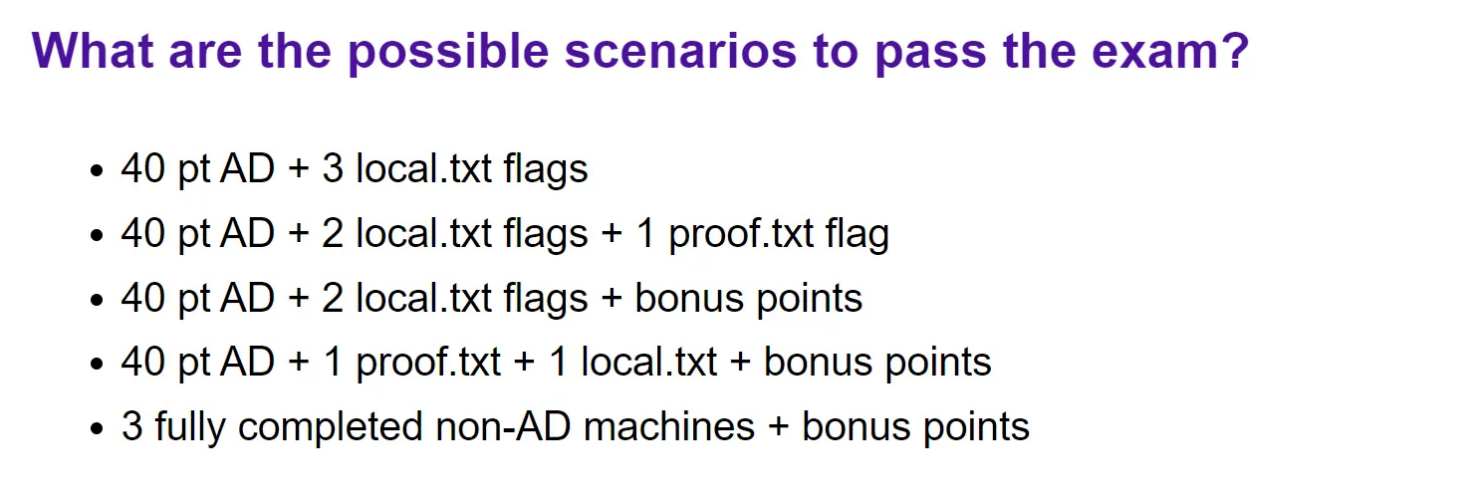 What are the possible scenarios to pass the exam?
• 40 pt AD + 3 local.txt flags
• 40 pt AD + 2 local.txt flags + 1 proof.txt flag
• 40 pt AD + 2 local.txt flags + bonus points
• 40 pt AD + 1 proof.txt + 1 local.txt + bonus points
• 3 fully completed non-AD machines + bonus points